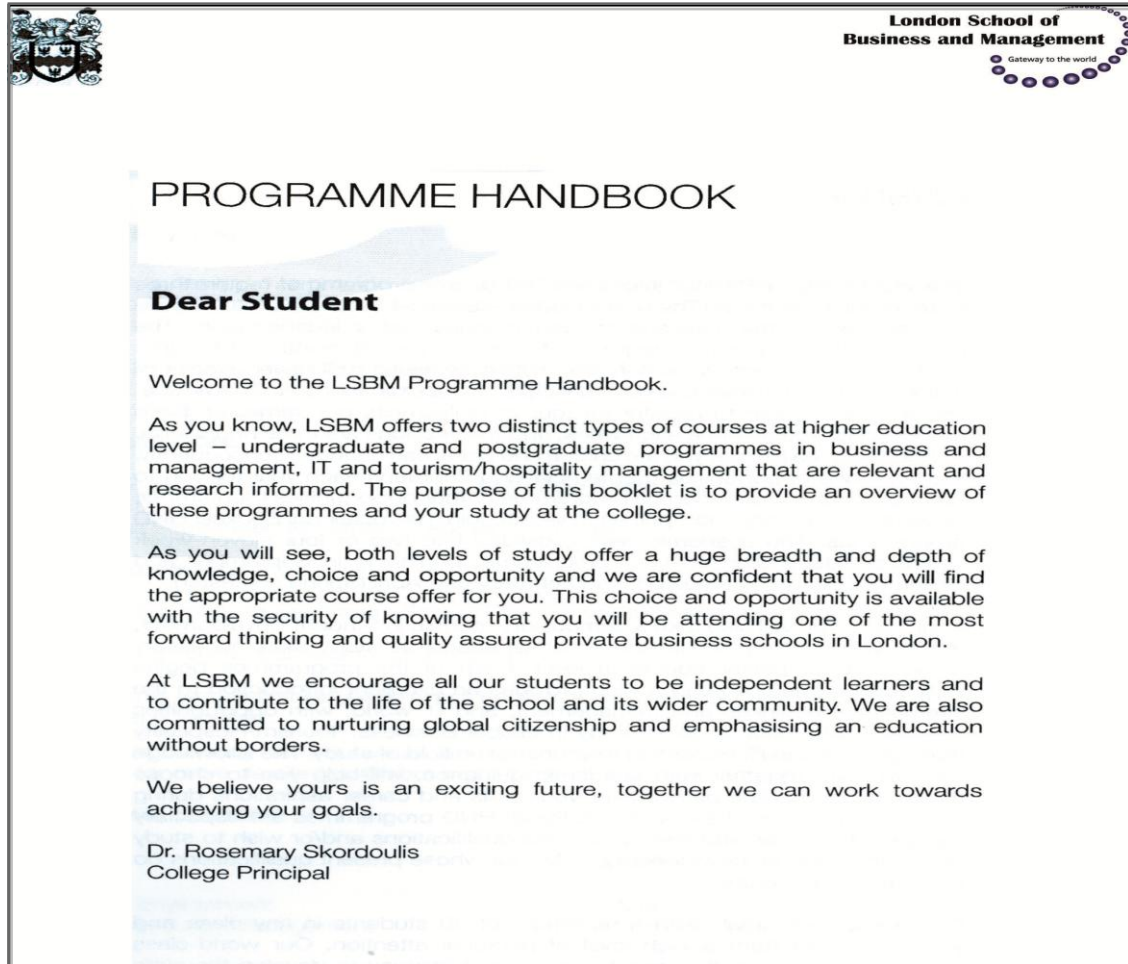 London School of
Business and Management
Gateway to the world
PROGRAMME HANDBOOK
Dear Student
Welcome to the LSBM Programme Handbook.
As you know, LSBM offers two distinct types of courses at higher education
level – undergraduate and postgraduate programmes in business and
management, IT and tourism/hospitality management that are relevant and
research informed. The purpose of this booklet is to provide an overview of
these programmes and your study at the college.
As you will see, both levels of study offer a huge breadth and depth of
knowledge, choice and opportunity and we are confident that you will find
the appropriate course offer for you. This choice and opportunity is available
with the security of knowing that you will be attending one of the most
forward thinking and quality assured private business schools in London.
At LSBM we encourage all our students to be independent learners and
to contribute to the life of the school and its wider community. We are also
committed to nurturing global citizenship and emphasising an education
without borders.
We believe yours is an exciting future, together we can work towards
achieving your goals.
Dr. Rosemary Skordoulis
College Principal